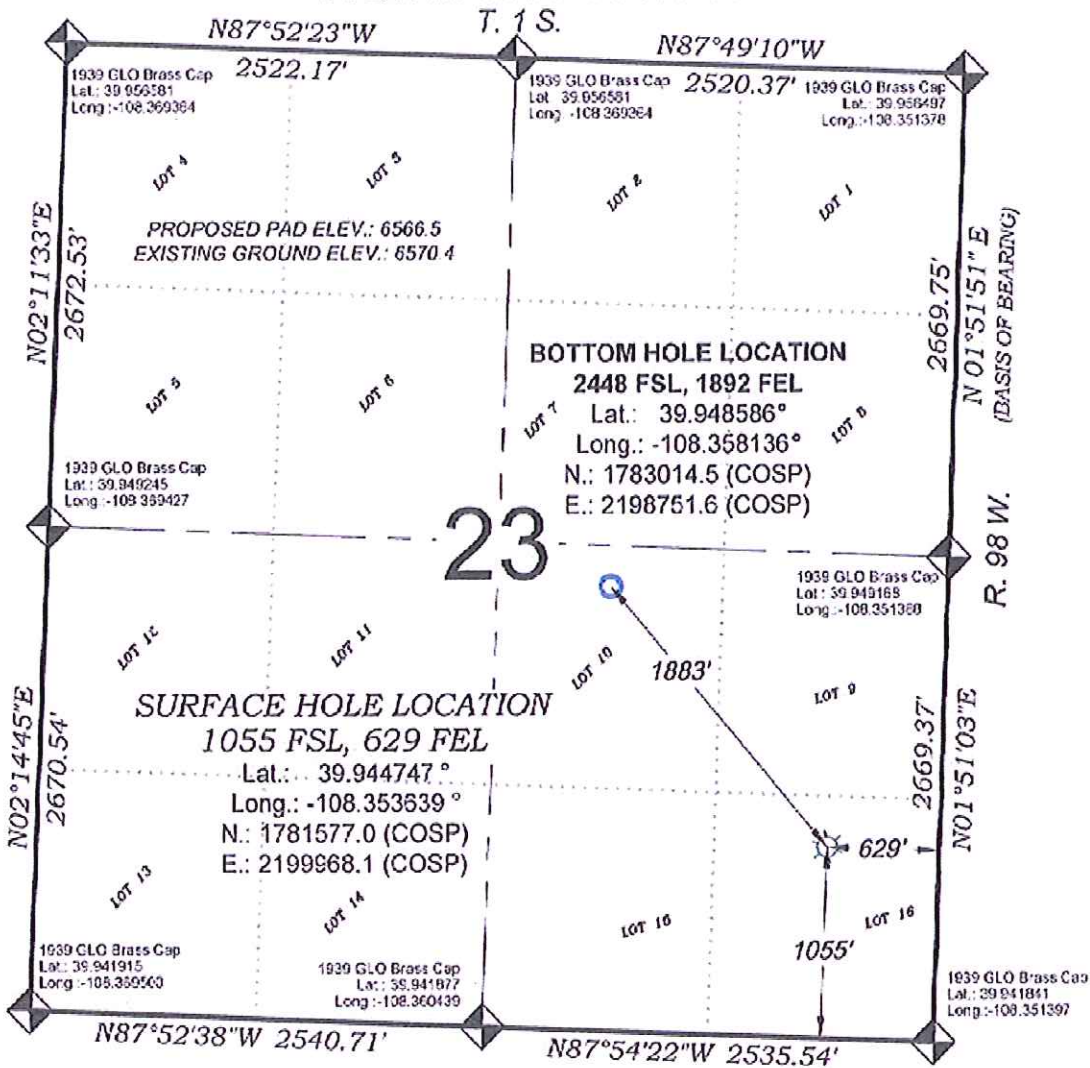 T. 1 S.
N87°52'23"W
2522.17'
N87°49'10"W
2520.37'
1939 GLO Brass Cap
Lat.: 39.956581
Long.:-108.369364
1939 GLO Brass Cap
Lat 39.956581
Long.-108.369364
1939 GLO Brass Cap
Lat.: 39.956497
Long.:-108.351378
LOT 4
LOT 3
LOT 2
LOT 1
PROPOSED PAD ELEV.: 6566.5
EXISTING GROUND ELEV.: 6570.4
N02°11'33"E
2672.53'
2669.75'
N 01°51'51" E
(BASIS OF BEARING)
BOTTOM HOLE LOCATION
2448 FSL, 1892 FEL
Lat.: 39.948586°
Long.: -108.358136°
N.: 1783014.5 (COSP)
E.: 2198751.6 (COSP)
LOT 5
LOT 6
LOT 7
LOT 8
1939 GLO Brass Cap
Lat.: 39.949245
Long.:-108.369427
23
R. 98 W.
1939 GLO Brass Cap
Lat.: 39.949168
Long.:-108.351388
LOT 12
LOT 11
LOT 10
LOT 9
1883'
SURFACE HOLE LOCATION
1055 FSL, 629 FEL
Lat.: 39.944747 °
Long.: -108.353639 °
N.: 1781577.0 (COSP)
E.: 2199968.1 (COSP)
N02°14'45"E
2670.54'
2669.37'
N01°51'03"E
629'
1055'
LOT 13
LOT 14
LOT 15
LOT 16
1939 GLO Brass Cap
Lat.: 39.941915
Long.:-108.369503
1939 GLO Brass Cap
Lat.: 39.941877
Long.:-108.360439
1939 GLO Brass Cap
Lat.: 39.941841
Long.:-108.351397
N87°52'38"W 2540.71'
N87°54'22"W 2535.54'